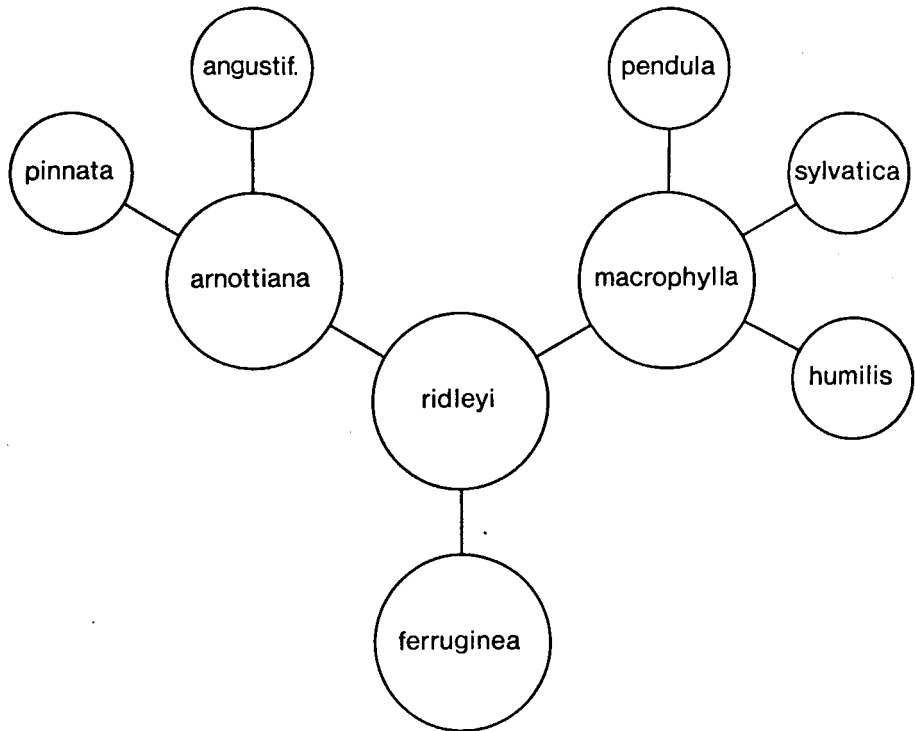 angustif.
pendula
pinnata
sylvatica
arnottiana
macrophylla
humilis
ridleyi
ferruginea